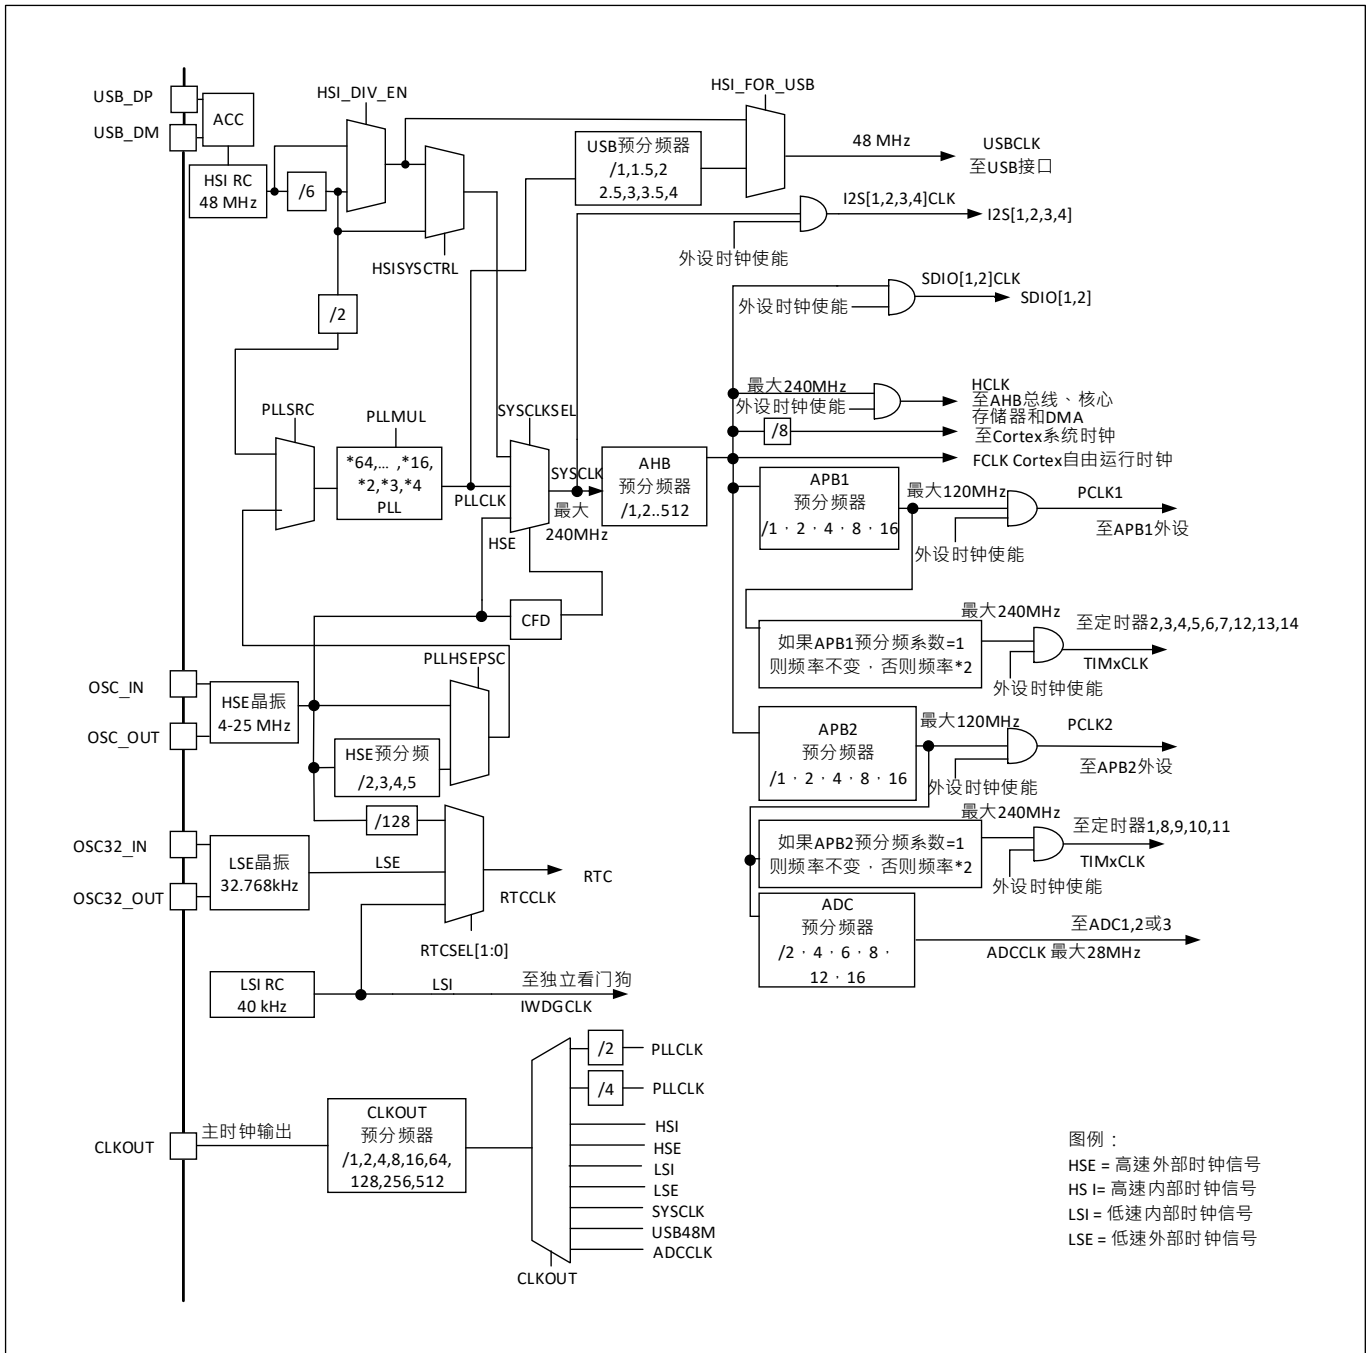 USB_DP
USB_DM
ACC
HSI RC
48 MHz
/6
HSI_DIV_EN
HSISYSCTRL
/2
HSI_FOR_USB
USB预分频器
/1,1.5,2
2.5,3,3.5,4
48 MHz
USBCLK
至USB接口
I2S[1,2,3,4]CLK
I2S[1,2,3,4]
外设时钟使能
SDIO[1,2]CLK
SDIO[1,2]
外设时钟使能
PLLSRC
PLLMUL
*64,... ,*16,
*2,*3,*4
PLL
PLLCLK
SYSCLKSEL
HSE
SYSCLK
最大
240MHz
AHB
预分频器
/1,2..512
最大240MHz
外设时钟使能
HCLK
至AHB总线、核心
存储器和DMA
/8
至Cortex系统时钟
FCLK Cortex自由运行时钟
APB1
预分频器
/1 · 2 · 4 · 8 · 16
最大120MHz
外设时钟使能
PCLK1
至APB1外设
CFD
最大240MHz
如果APB1预分频系数=1
则频率不变 · 否则频率*2
外设时钟使能
至定时器2,3,4,5,6,7,12,13,14
TIMxCLK
PLLHSEPSC
OSC_IN
OSC_OUT
HSE晶振
4-25 MHz
HSE预分频
/2,3,4,5
APB2
预分频器
/1 · 2 · 4 · 8 · 16
最大120MHz
外设时钟使能
PCLK2
至APB2外设
/128
OSC32_IN
OSC32_OUT
LSE晶振
32.768kHz
LSE
RTC
RTCCLK
RTCSEL[1:0]
最大240MHz
如果APB2预分频系数=1
则频率不变 · 否则频率*2
外设时钟使能
至定时器1,8,9,10,11
TIMxCLK
ADC
预分频器
/2 · 4 · 6 · 8 ·
12 · 16
至ADC1,2或3
ADCCLK 最大28MHz
LSI RC
40 kHz
LSI
至独立看门狗
IWDGCLK
/2
PLLCLK
/4
PLLCLK
HSI
HSE
LSI
LSE
SYSCLK
USB48M
ADCCLK
CLKOUT
CLKOUT
主时钟输出
CLKOUT
预分频器
/1,2,4,8,16,64,
128,256,512
图例：
HSE = 高速外部时钟信号
HS I= 高速内部时钟信号
LSI = 低速内部时钟信号
LSE = 低速外部时钟信号